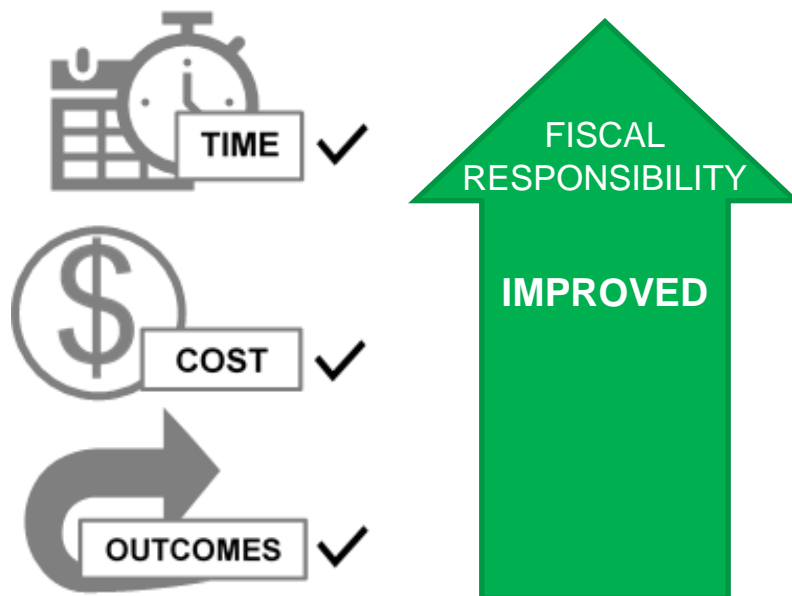 TIME
COST
OUTCOMES
FISCAL
RESPONSIBILITY
IMPROVED